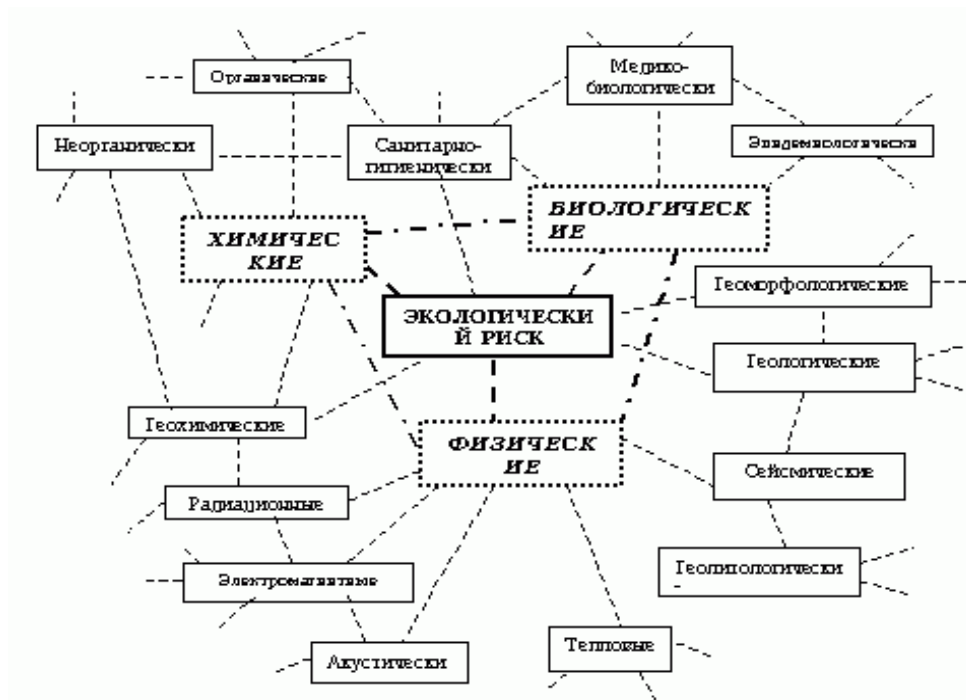 Органические
Медико-
биологически
Неорганически
Санитарно-
гигиенически
Эпидемиологически
БИОЛОГИЧЕСК
ИЕ
ХИМИЧЕС
КИЕ
Геоморфологические
ЭКОЛОГИЧЕСКИ
Й РИСК
Геологические
Геохимические
ФИЗИЧЕСК
ИЕ
Сейсмические
Радиационные
Геолитологически
Электромагнитные
Тепловые
Акустически